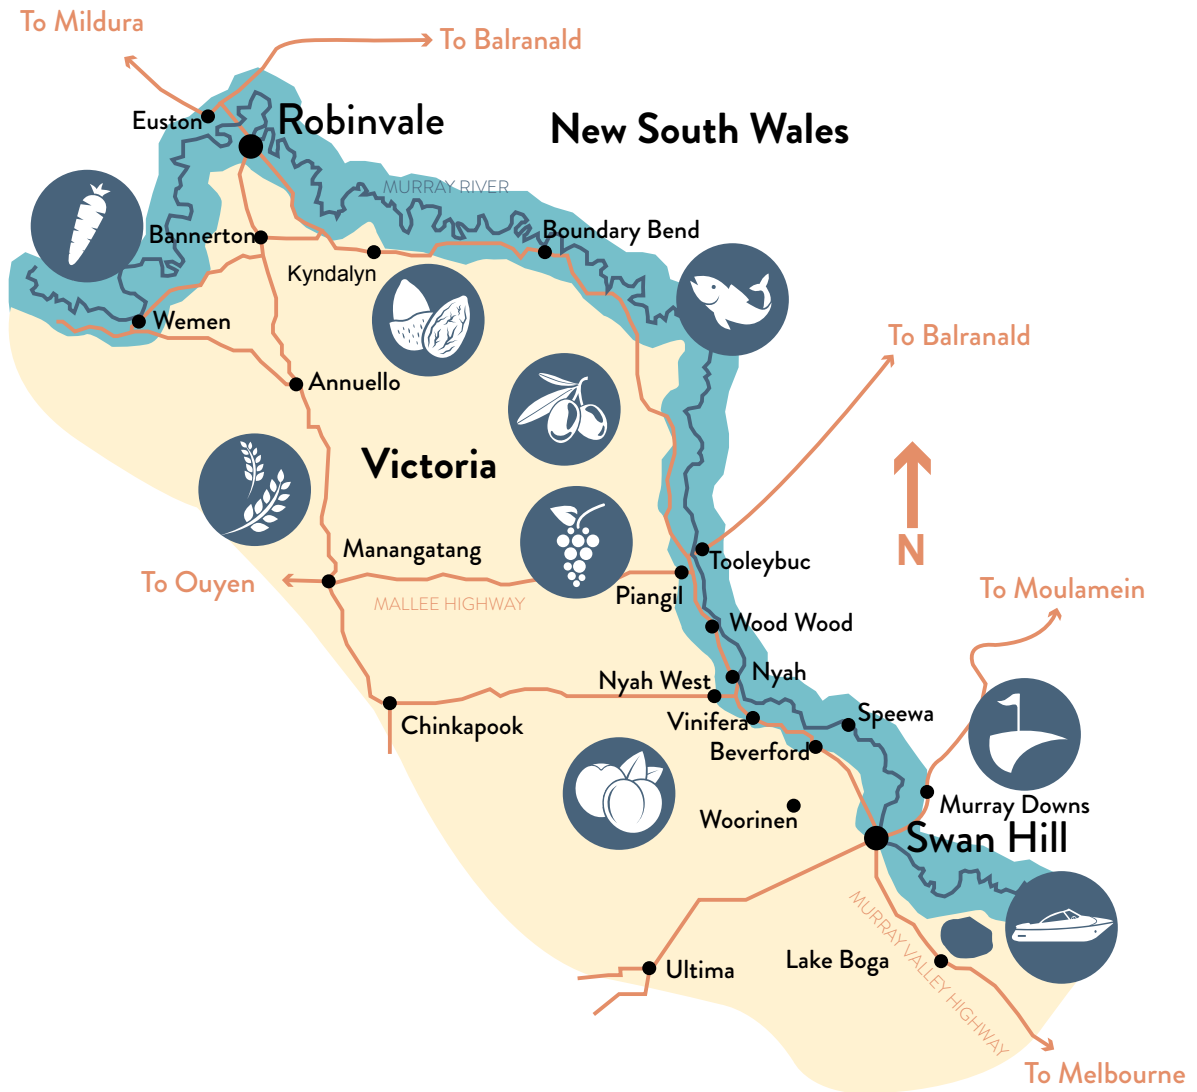 To Mildura
To Balranald
Euston
Robinvale
New South Wales
MURRAY RIVER
Bannerton
Boundary Bend
Kyndalyn
Wemen
To Balranald
Annuello
Victoria
Manangatang
Tooleybuc
To Ouyen
MALLEE HIGHWAY
Piangil
To Moulamein
Wood Wood
Nyah West
Nyah
Vinifera
Speewa
Chinkapook
Beverford
Murray Downs
Woorinen
Swan Hill
MURRAY VALLEY HIGHWAY
Lake Boga
Ultima
To Melbourne
N